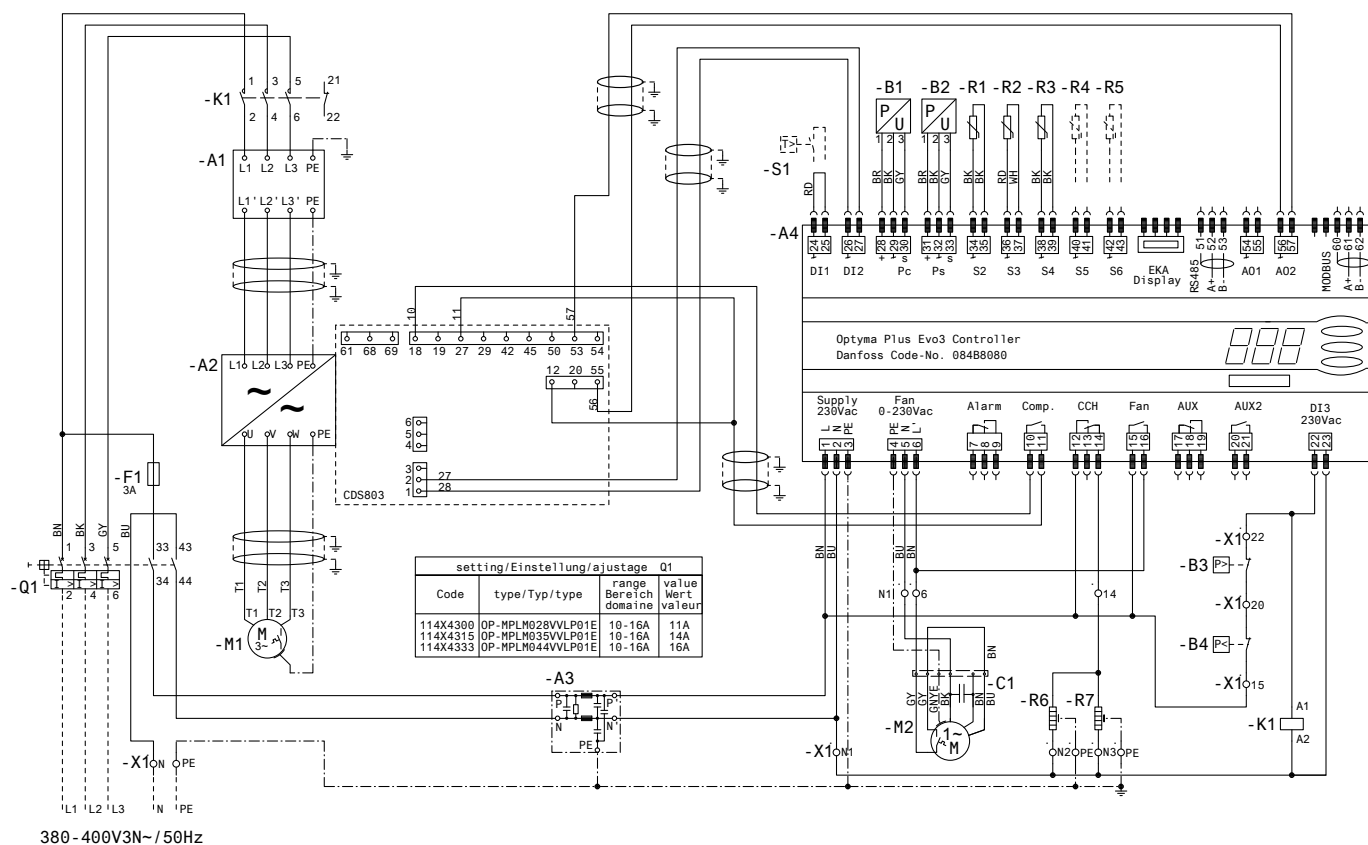 -K1
1 3 5 21
2 4 6 22
-A1
L1 L2 L3 PE
L1' L2' L3' PE
-A2
L1 L2 L3 PE
~
~
U V W PE
-F1
3A
BN BK GY BU
1 3 5 33 43
-Q1
I> I> I>
2 4 6 34 44
T1 T2 T3
T1 T2 T3
-M1
M
3~
-X1 N PE
L1 L2 L3 N PE
380-400V3N~/50Hz
10 11 57
61 68 69 18 19 27 29 42 45 50 53 54
12 20 55
56
6
5
4
3
2
1
27
28
CDS803
setting/Einstellung/ajustage Q1
Code type/Typ/type range Bereich domaine value Wert valeur
114X4300 OP-MPLM028VVLP01E 10-16A 11A
114X4315 OP-MPLM035VVLP01E 10-16A 14A
114X4333 OP-MPLM044VVLP01E 10-16A 16A
-A3
P P'
N N'
PE
-S1
T>
RD
-B1 -B2 -R1 -R2 -R3 -R4 -R5
P U P U
1 2 3 1 2 3
BR BK GY BR BK GY BK BK RD WH BK BK
-A4
24 25 26 27 28 29 30 31 32 33 34 35 36 37 38 39 40 41 42 43 51 52 53 54 55 56 57 60 61 62
+ s + s
DI1 DI2 Pc Ps S2 S3 S4 S5 S6 EKA Display RS485 A+ B- AO1 AO2 MODBUS A+ B-
Optyma Plus Evo3 Controller
Danfoss Code-No. 084B8080
Supply 230Vac
Fan 0-230Vac
Alarm Comp. CCH Fan AUX AUX2
DI3 230Vac
L N PE PE N L'
1 2 3 4 5 6 7 8 9 10 11 12 13 14 15 16 17 18 19 20 21 22 23
BN BU BU BN
N1 6 14
-X1 22
-B3 P>
-X1 20
-B4 P<
-X1 15
-C1
BN
GY GY GNYE BK BN BU
-M2
1~
M
-R6 -R7
-K1
A1
A2
-X1 N1
N2 PE N3 PE